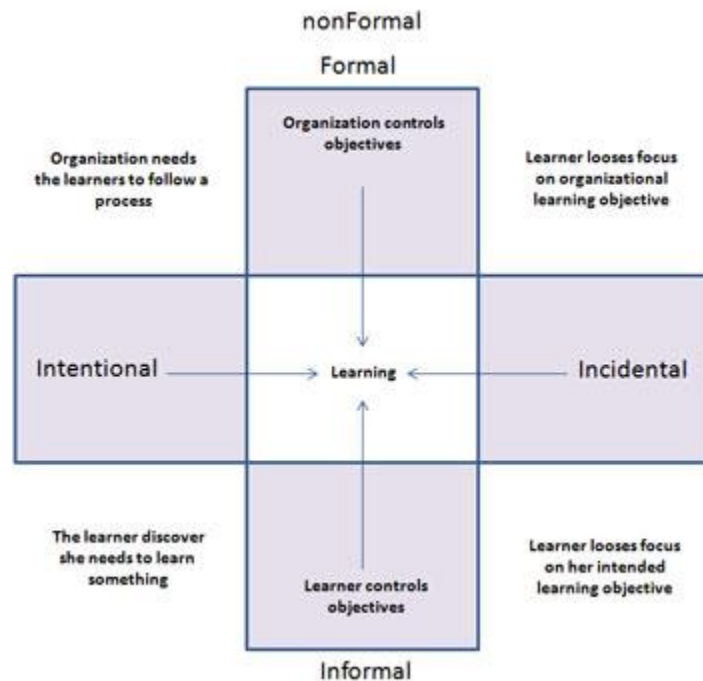 nonFormal
Formal
Organization controls
objectives
Organization needs
the learners to follow a
process
Learner looses focus
on organizational
learning objective
Intentional
Learning
Incidental
The learner discover
she needs to learn
something
Learner controls
objectives
Learner looses focus
on her intended
learning objective
Informal